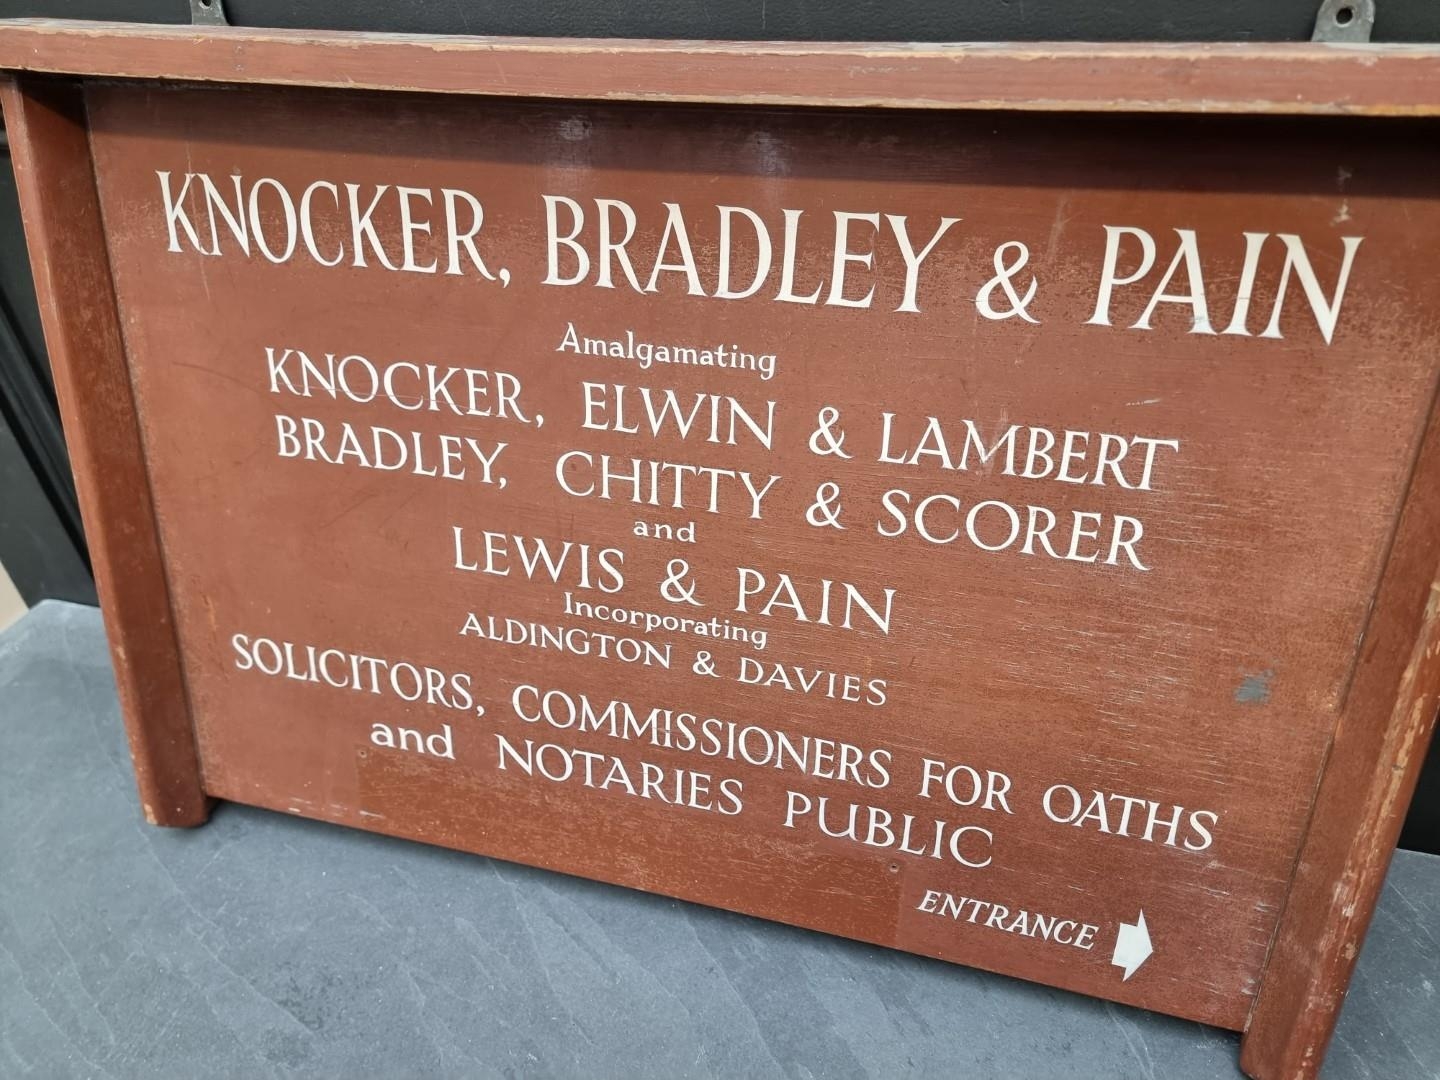 KNOCKER, BRADLEY & PAIN
Amalgamating
KNOCKER, ELWIN & LAMBERT
BRADLEY, CHITTY & SCORER
and
LEWIS & PAIN
Incorporating
ALDINGTON & DAVIES
SOLICITORS, COMMISSIONERS FOR OATHS
and NOTARIES PUBLIC
ENTRANCE